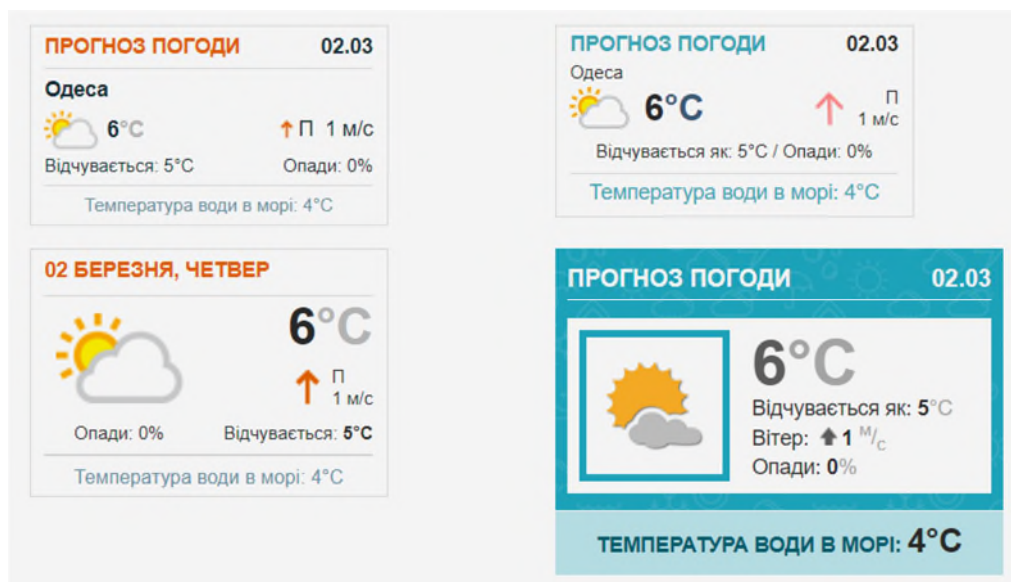 ПРОГНОЗ ПОГОДИ 02.03
Одеса
6°C П 1 м/с
Відчувається: 5°C Опади: 0%
Температура води в морі: 4°C
ПРОГНОЗ ПОГОДИ 02.03
Одеса
6°C П
1 м/с
Відчувається як: 5°C / Опади: 0%
Температура води в морі: 4°C
02 БЕРЕЗНЯ, ЧЕТВЕР
6°C
П
1 м/с
Опади: 0% Відчувається: 5°C
Температура води в морі: 4°C
ПРОГНОЗ ПОГОДИ 02.03
6°C
Відчувається як: 5°C
Вітер: 1 м/с
Опади: 0%
ТЕМПЕРАТУРА ВОДИ В МОРІ: 4°C